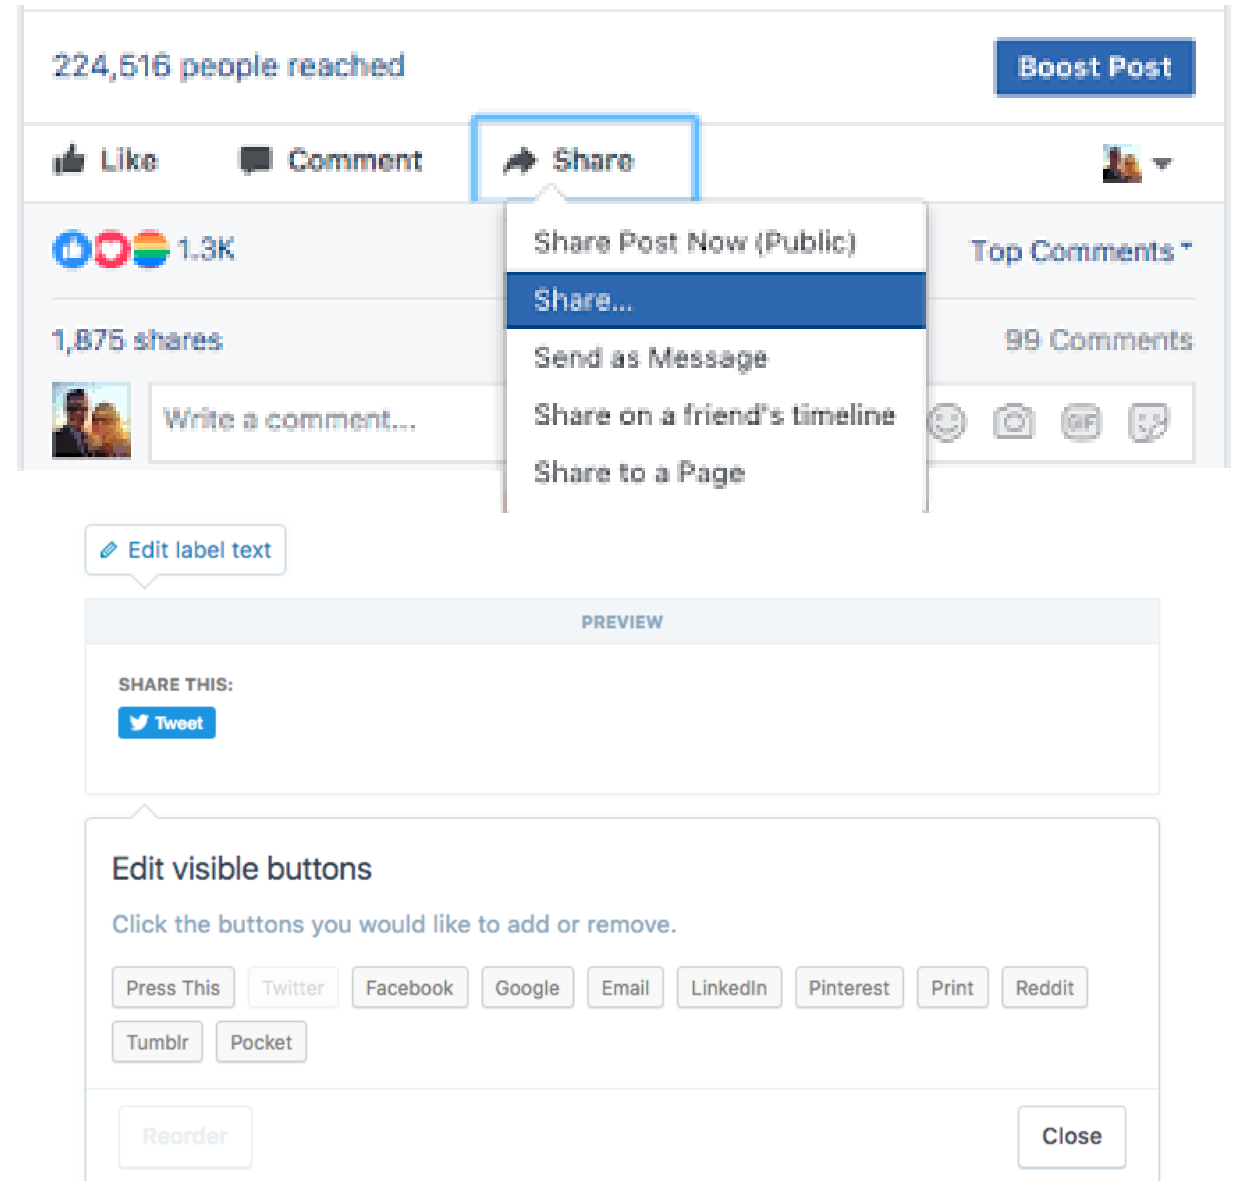 224,516 people reached Boost Post
Like Comment Share
Share Post Now (Public)
1.3K Top Comments
Share...
1,875 shares 99 Comments
Send as Message
Write a comment... Share on a friend's timeline GIF
Share to a Page
Edit label text
PREVIEW
SHARE THIS:
Tweet
Edit visible buttons
Click the buttons you would like to add or remove.
Press This Twitter Facebook Google Email LinkedIn Pinterest Print Reddit
Tumblr Pocket
Reorder Close